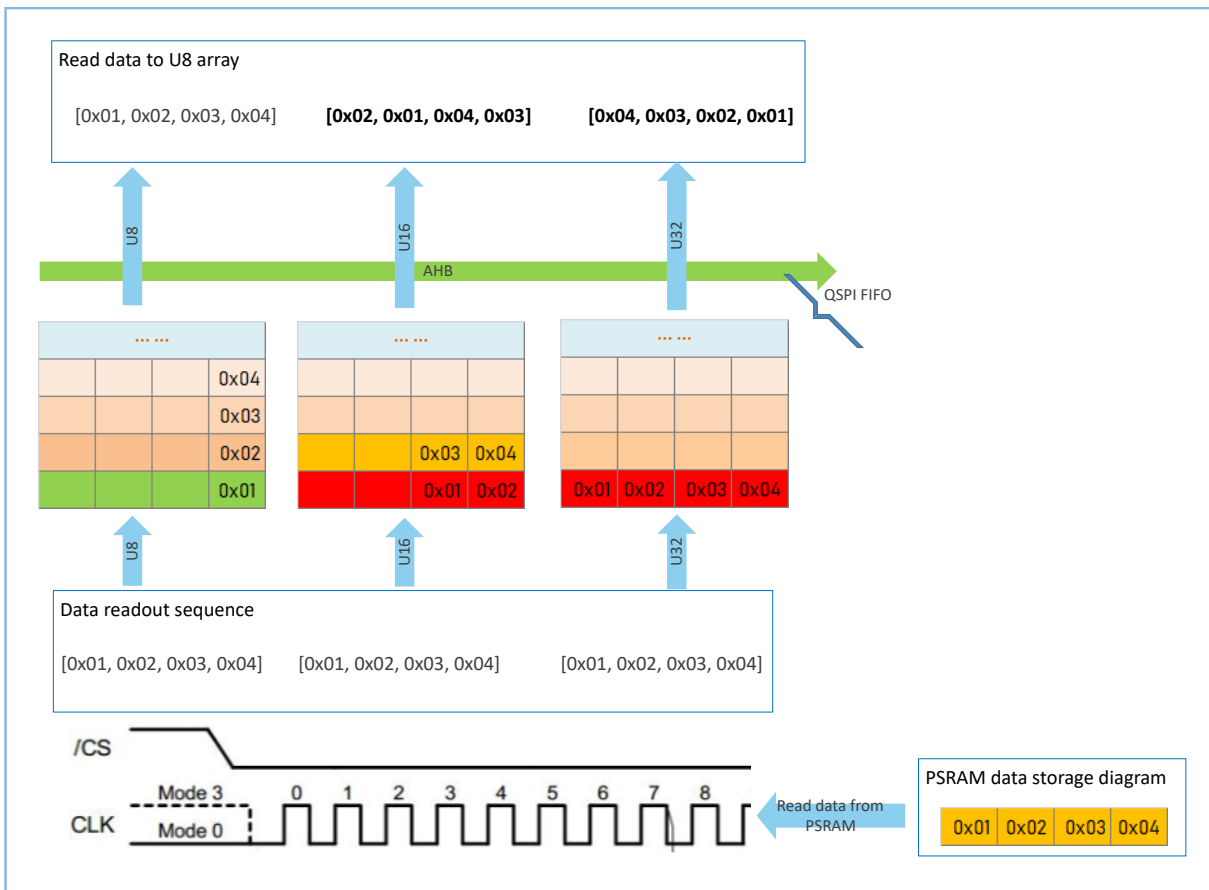 Read data to U8 array
[0x01, 0x02, 0x03, 0x04] [0x02, 0x01, 0x04, 0x03] [0x04, 0x03, 0x02, 0x01]
U8 U16 U32
AHB
QSPI FIFO
... ... ... ... ... ...
0x04
0x03
0x02 0x03 0x04
0x01 0x01 0x02 0x01 0x02 0x03 0x04
U8 U16 U32
Data readout sequence
[0x01, 0x02, 0x03, 0x04] [0x01, 0x02, 0x03, 0x04] [0x01, 0x02, 0x03, 0x04]
/CS
Mode 3 0 1 2 3 4 5 6 7 8
CLK Mode 0
Read data from
PSRAM
PSRAM data storage diagram
0x01 0x02 0x03 0x04